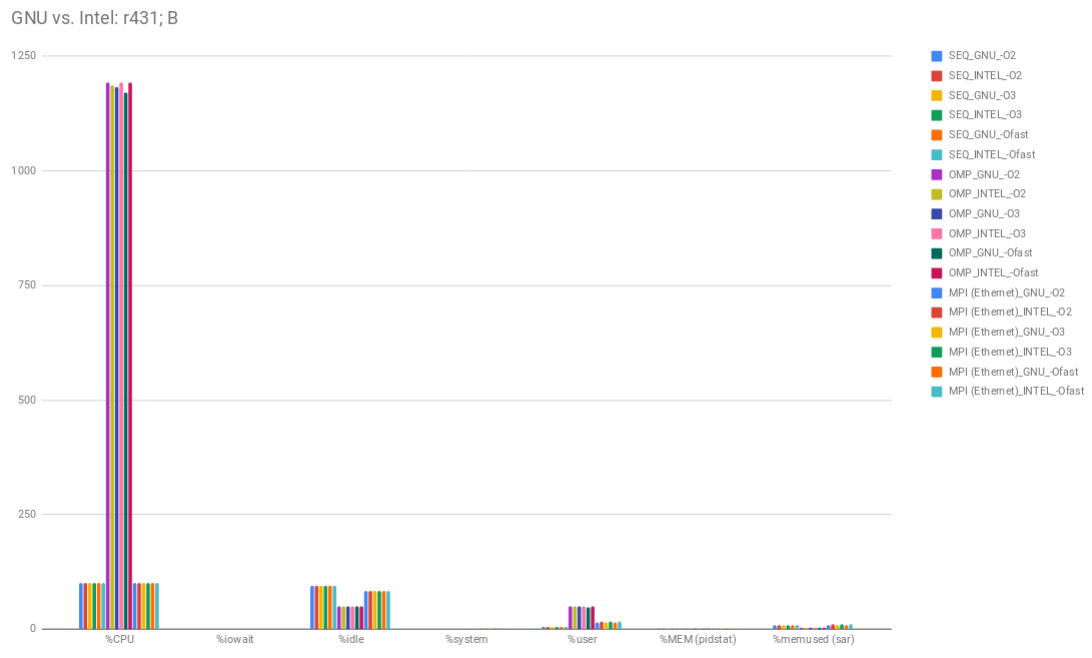 GNU vs. Intel: r431; B
1250
1000
750
500
250
0
%CPU
%iowait
%idle
%system
%user
%MEM (pidstat)
%memused (sar)
SEQ_GNU_-O2
SEQ_INTEL_-O2
SEQ_GNU_-O3
SEQ_INTEL_-O3
SEQ_GNU_-Ofast
SEQ_INTEL_-Ofast
OMP_GNU_-O2
OMP_INTEL_-O2
OMP_GNU_-O3
OMP_INTEL_-O3
OMP_GNU_-Ofast
OMP_INTEL_-Ofast
MPI (Ethernet)_GNU_-O2
MPI (Ethernet)_INTEL_-O2
MPI (Ethernet)_GNU_-O3
MPI (Ethernet)_INTEL_-O3
MPI (Ethernet)_GNU_-Ofast
MPI (Ethernet)_INTEL_-Ofast